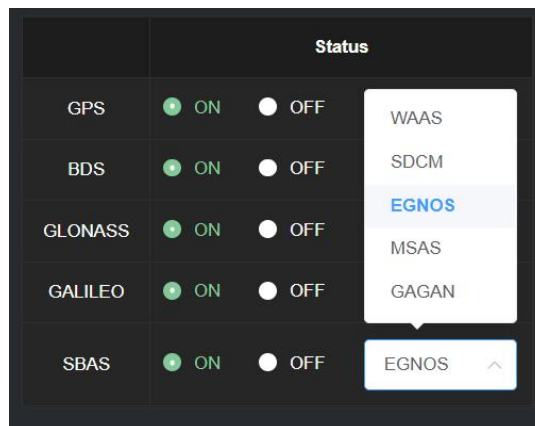 Status
GPS ON OFF
BDS ON OFF
GLONASS ON OFF
GALILEO ON OFF
SBAS ON OFF EGNOS
WAAS
SDCM
EGNOS
MSAS
GAGAN